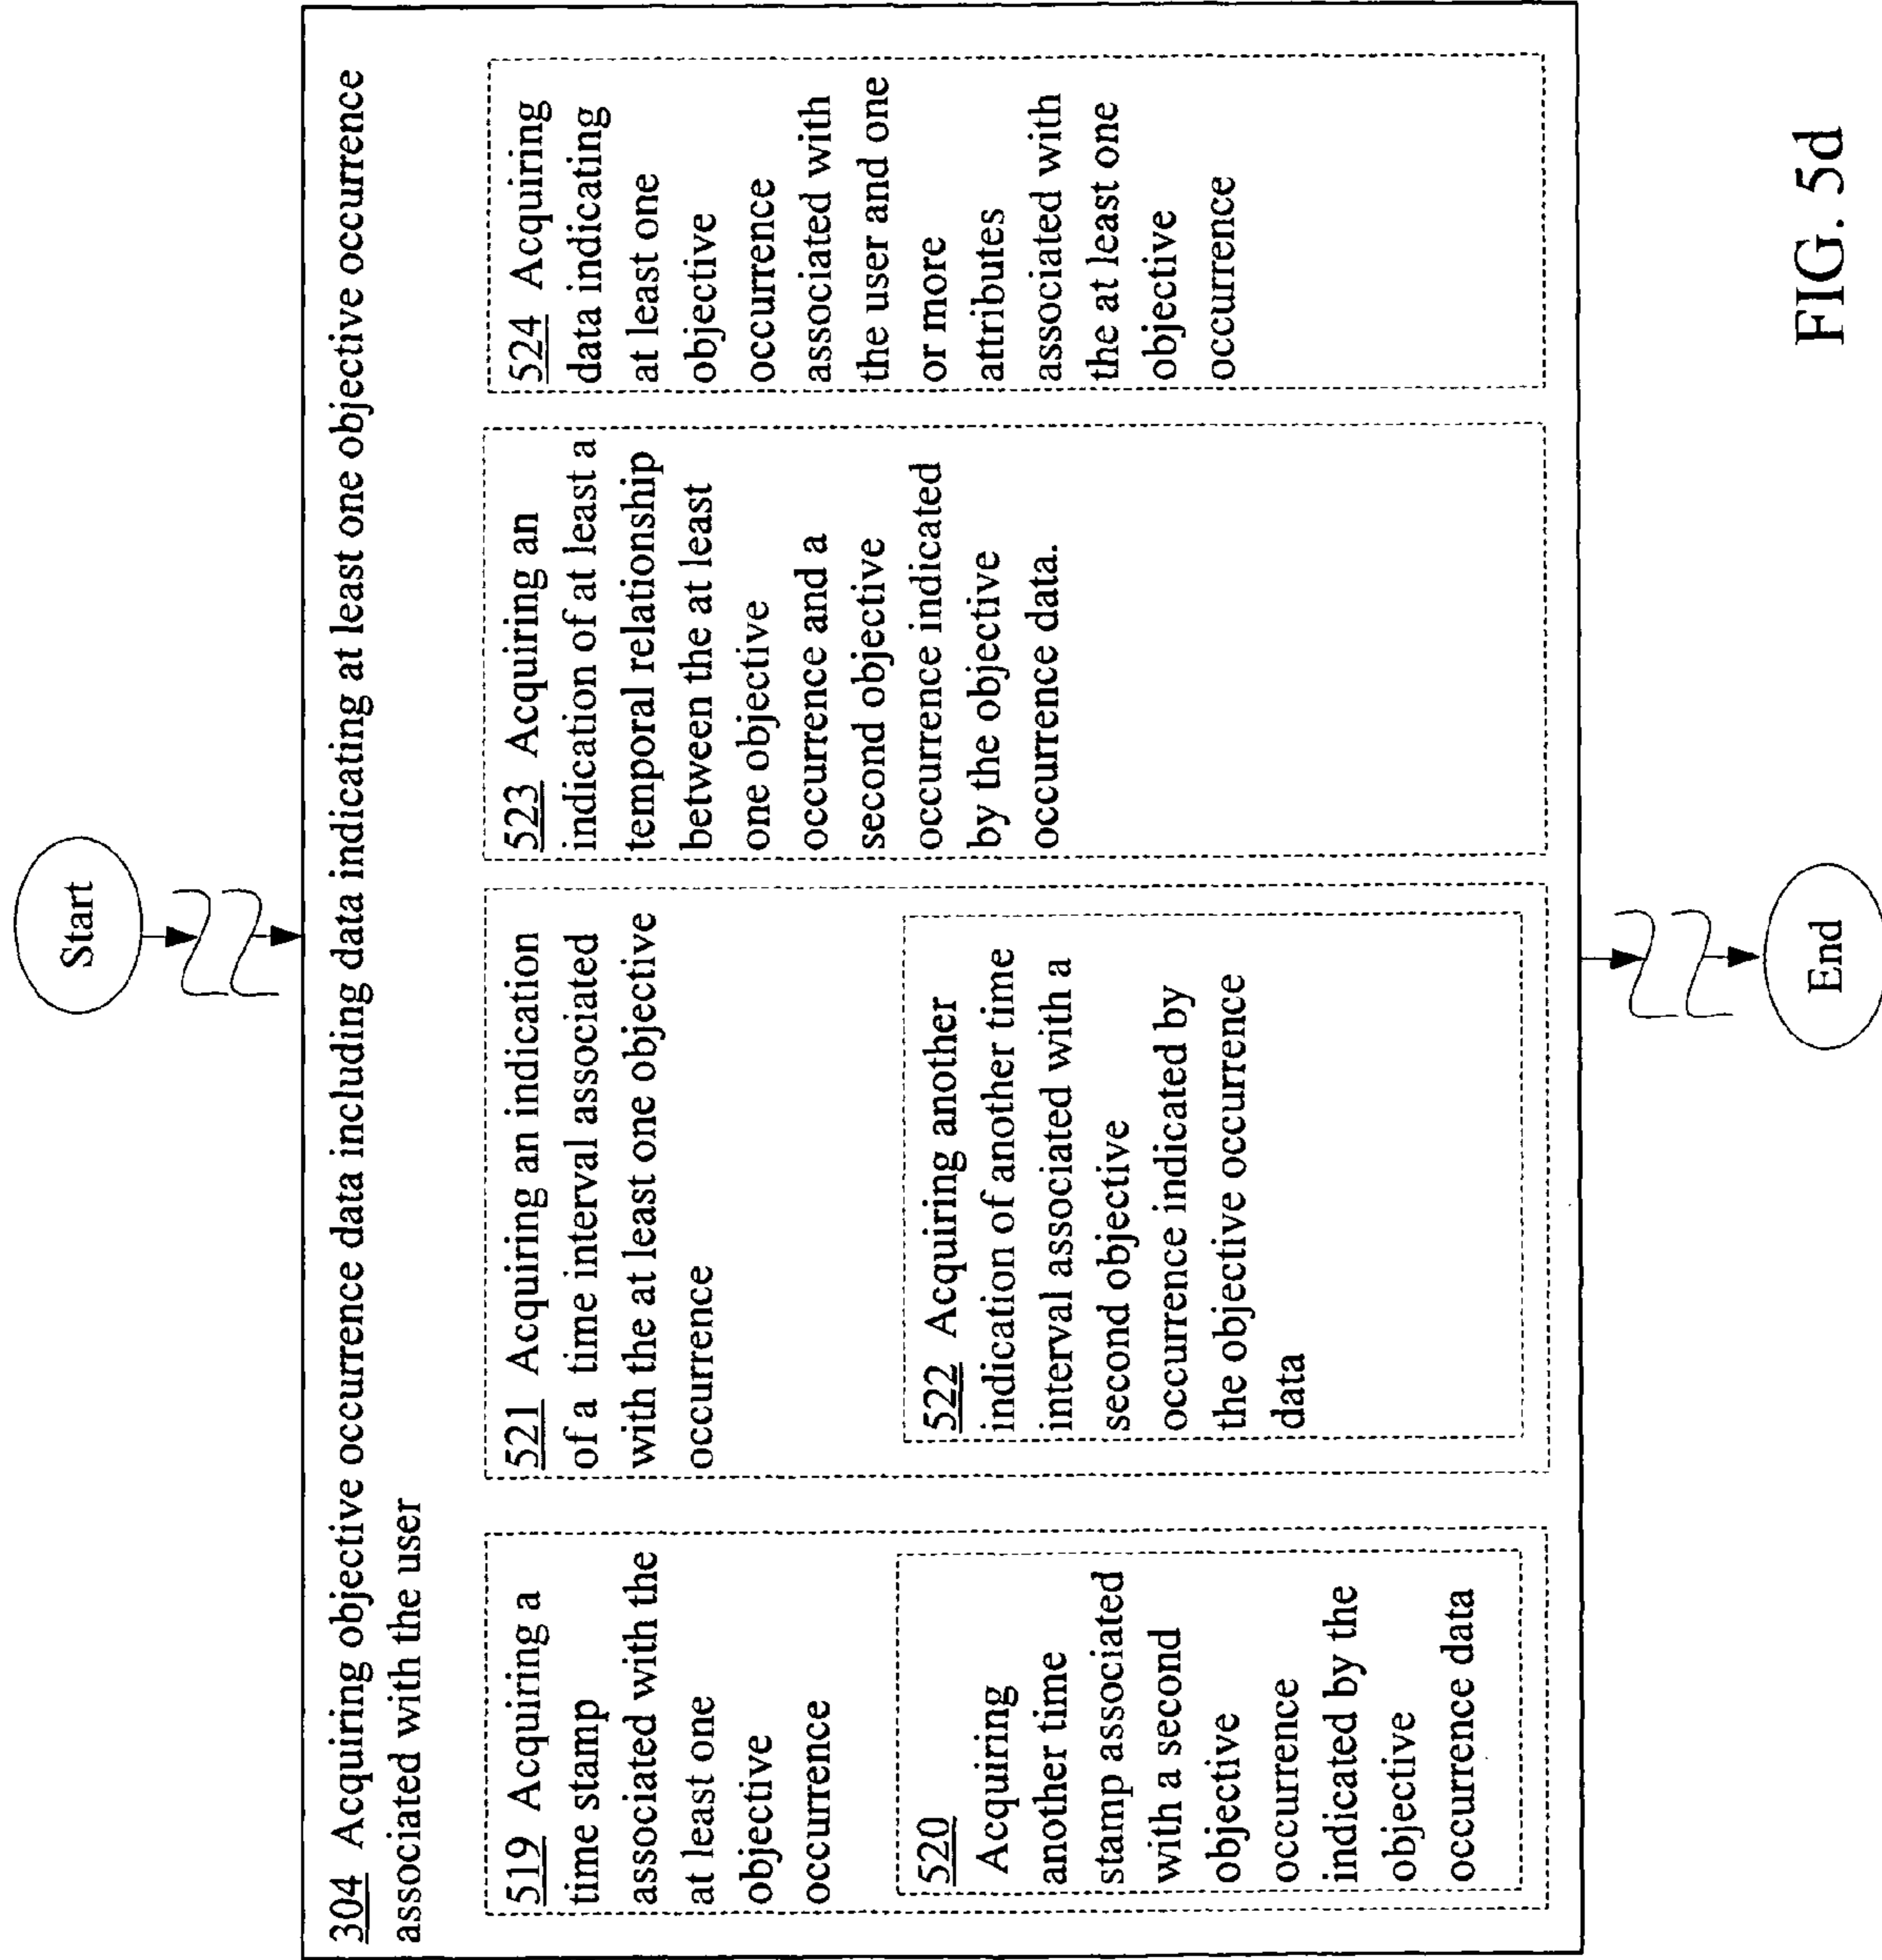 Start
304 Acquiring objective occurrence data including data indicating at least one objective occurrence
associated with the user
519 Acquiring a
time stamp
associated with the
at least one
objective
occurrence
520
Acquiring
another time
stamp associated
with a second
objective
occurrence
indicated by the
objective
occurrence data
521 Acquiring an indication
of a time interval associated
with the at least one objective
occurrence
522 Acquiring another
indication of another time
interval associated with a
second objective
occurrence indicated by
the objective occurrence
data
523 Acquiring an
indication of at least a
temporal relationship
between the at least
one objective
occurrence and a
second objective
occurrence indicated
by the objective
occurrence data.
524 Acquiring
data indicating
at least one
objective
occurrence
associated with
the user and one
or more
attributes
associated with
the at least one
objective
occurrence
End
FIG. 5d